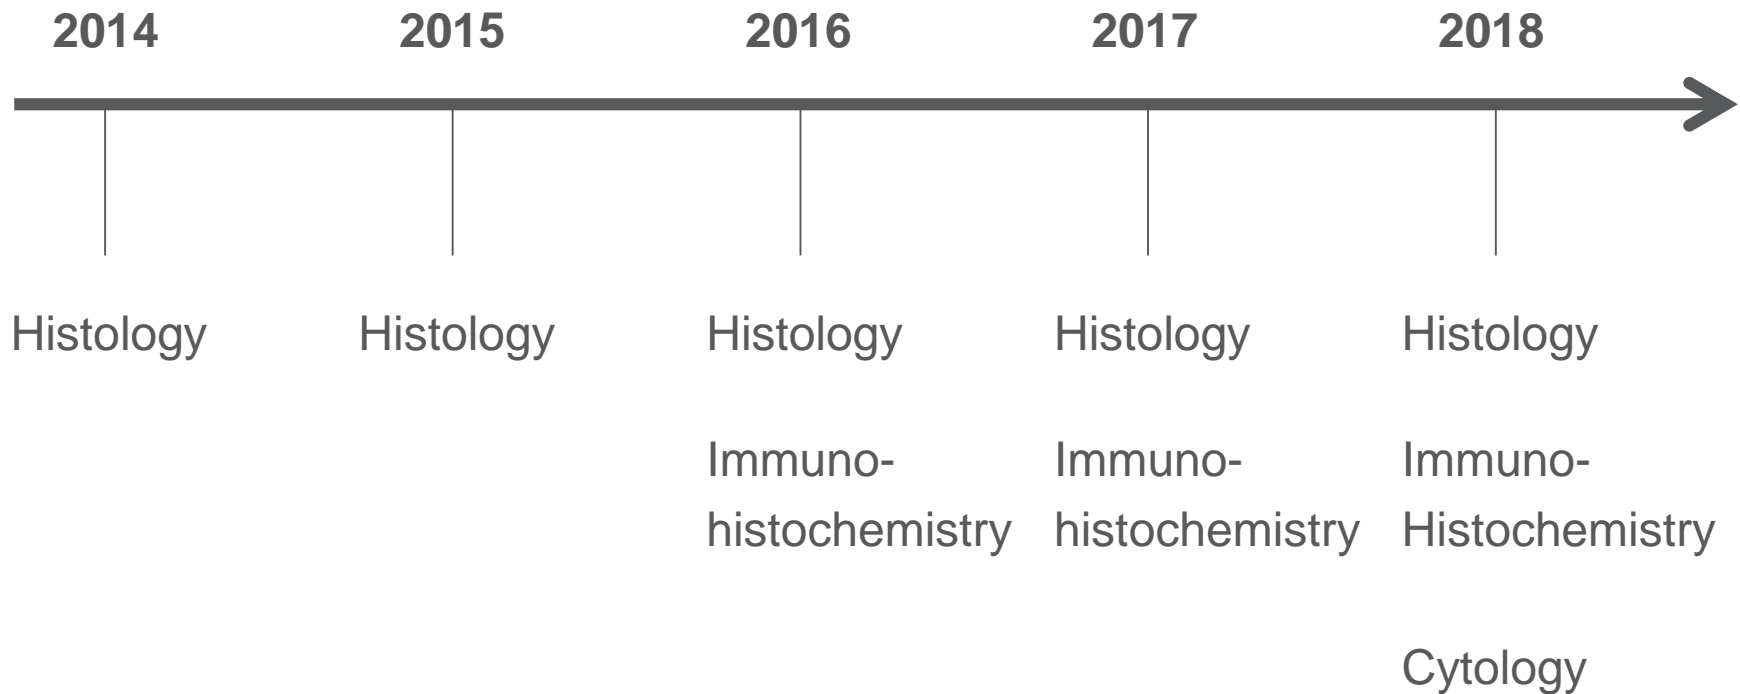 2014 2015 2016 2017 2018
Histology Histology Histology Histology Histology
Immuno- Immuno- Immuno-
histochemistry histochemistry Histochemistry
Cytology